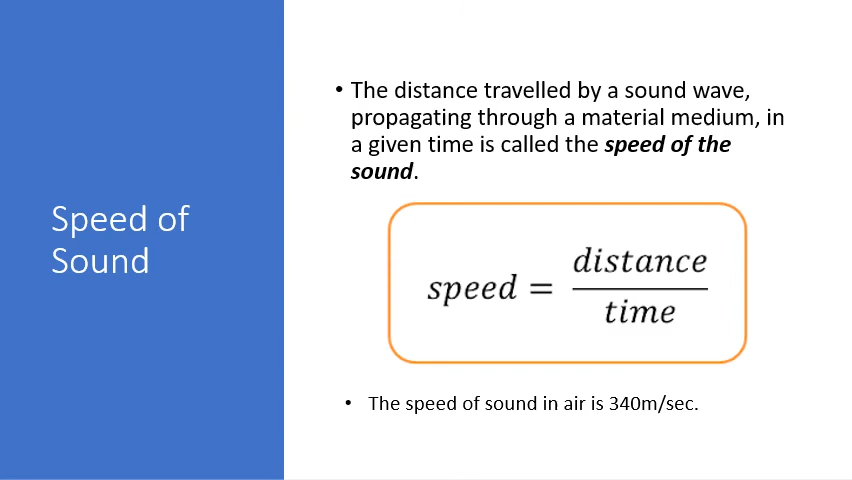 Speed of
Sound
• The distance travelled by a sound wave,
propagating through a material medium, in
a given time is called the speed of the
sound.
speed = distance
time
• The speed of sound in air is 340m/sec.